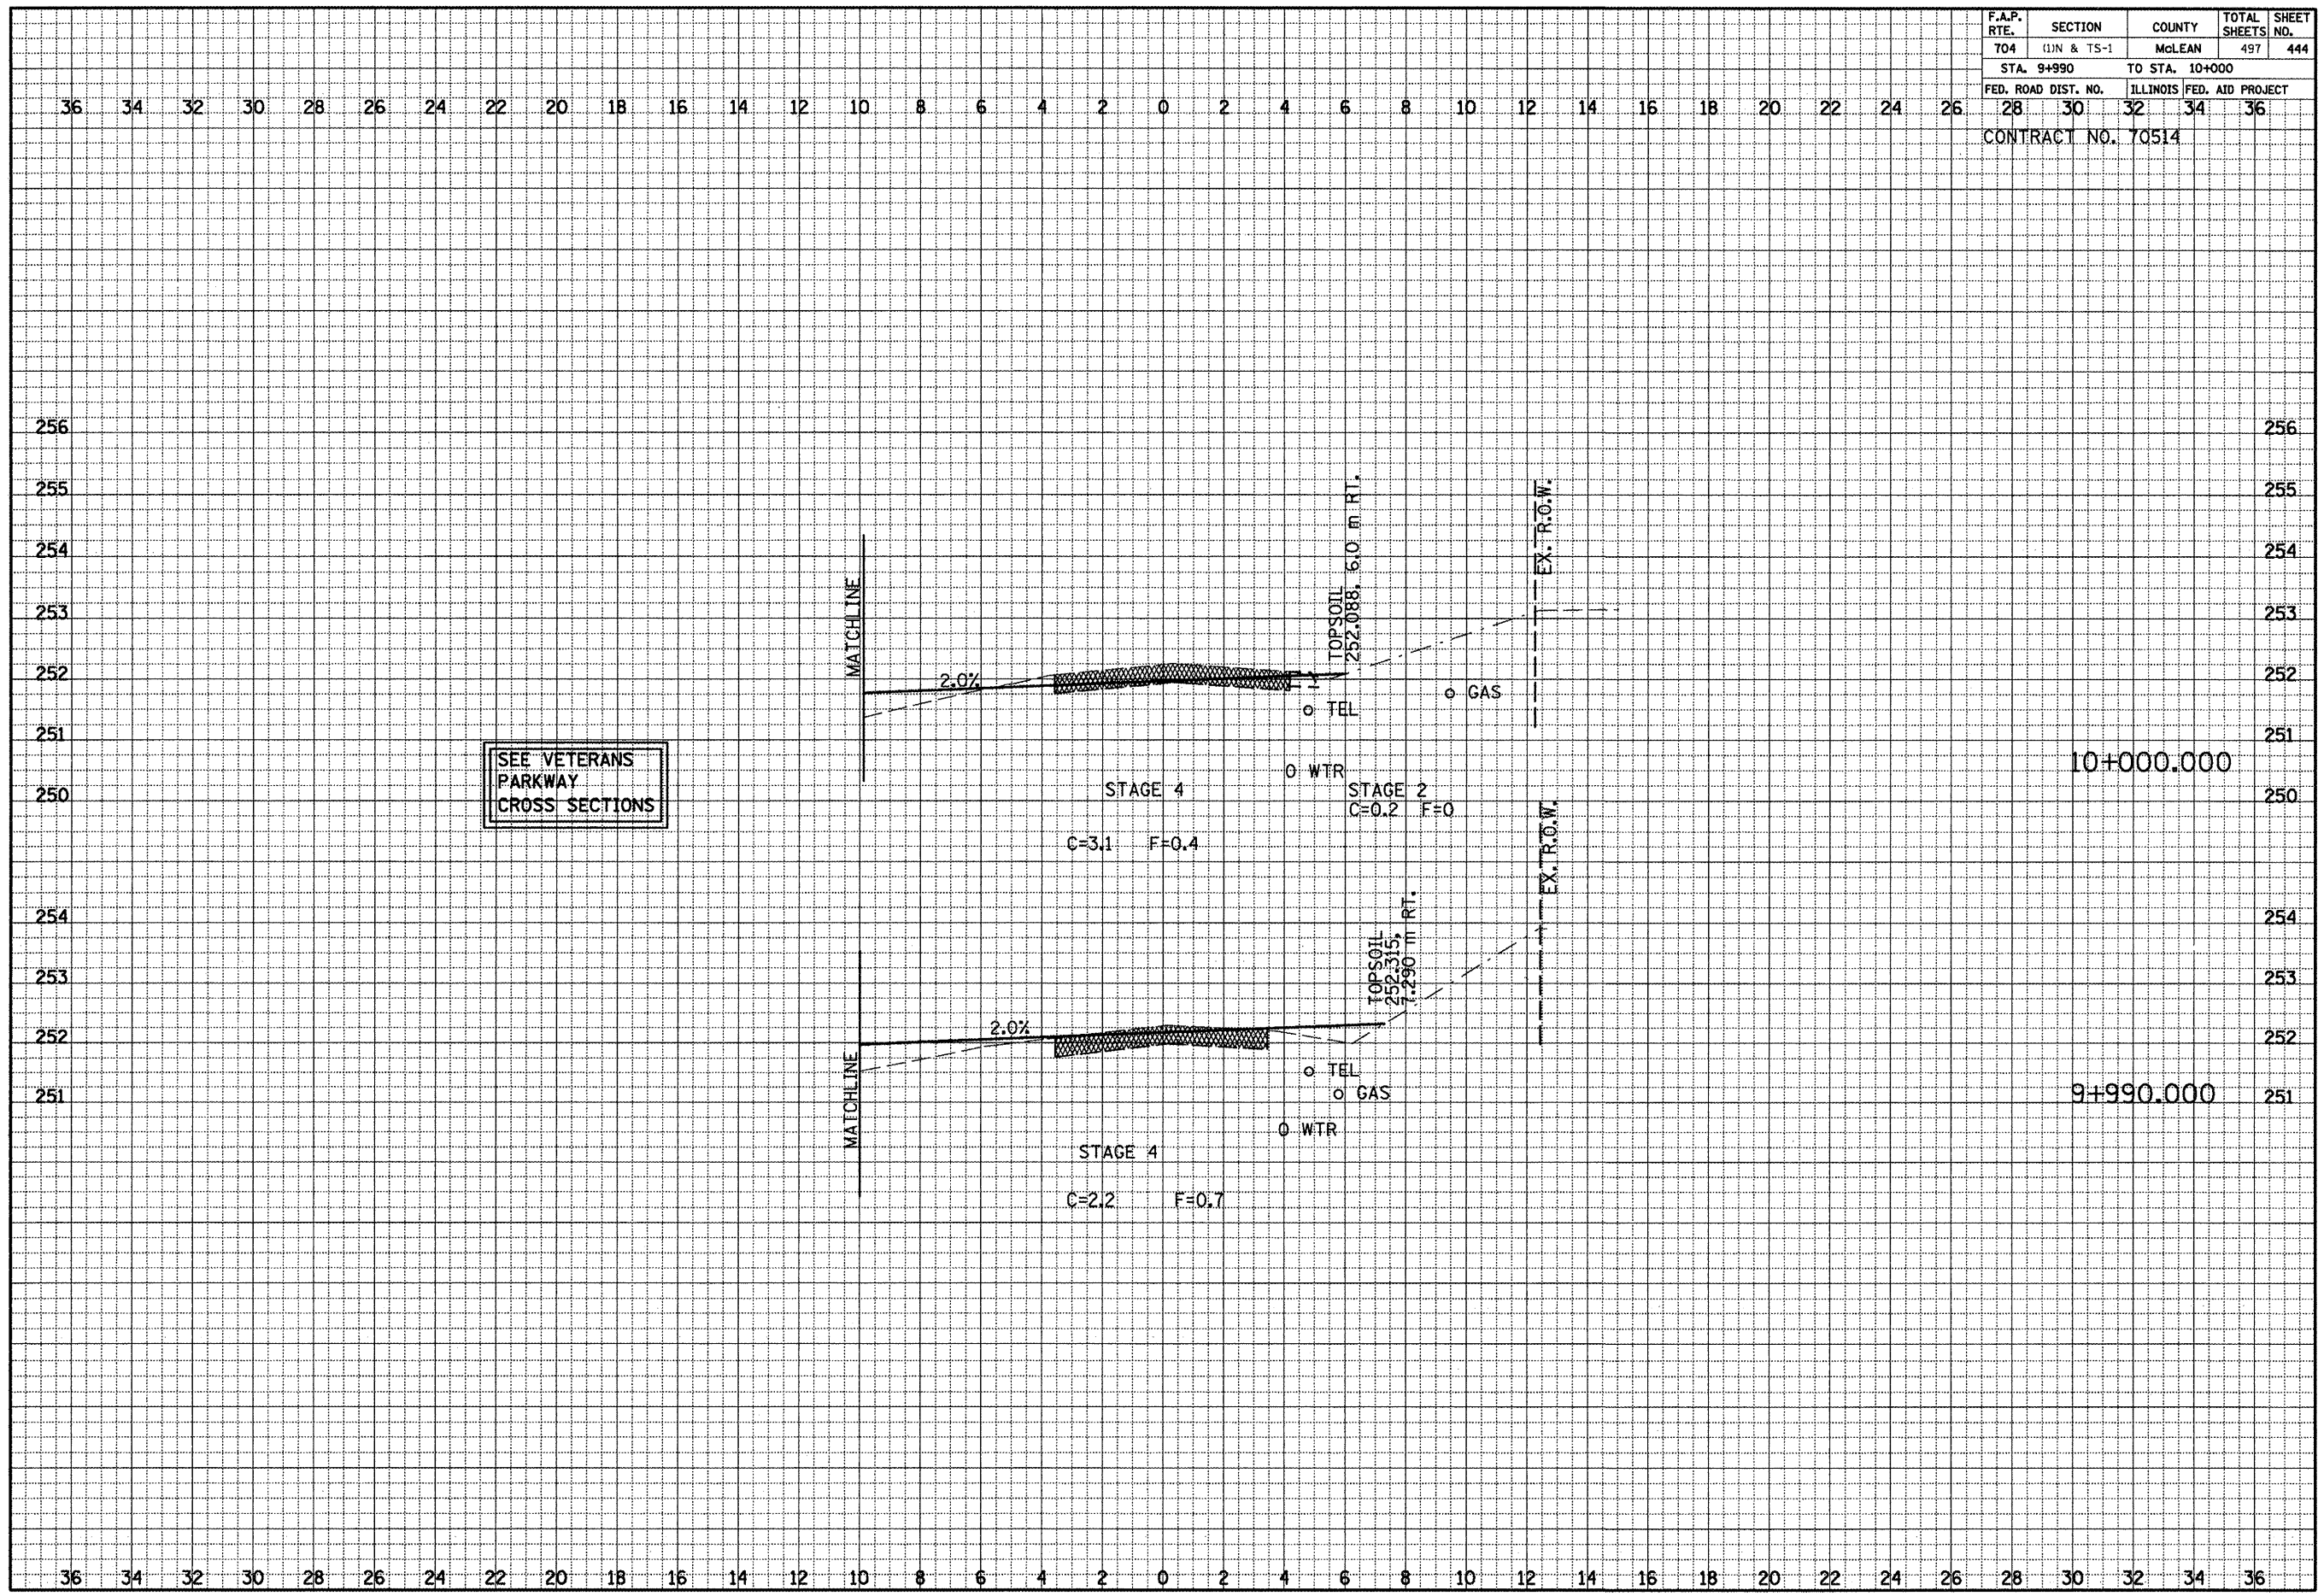 F.A.P. RTE. SECTION COUNTY TOTAL SHEETS SHEET NO.
704 (1)N & TS-1 McLEAN 497 444
STA. 9+990 TO STA. 10+000
FED. ROAD DIST. NO. ILLINOIS FED. AID PROJECT
36 34 32 30 28 26 24 22 20 18 16 14 12 10 8 6 4 2 0 2 4 6 8 10 12 14 16 18 20 22 24 26 28 30 32 34 36
CONTRACT NO. 70514
256 256
255 255
254 254
253 253
252 252
251 251
250 250
MATCHLINE
2.0%
TOPSOIL
252.088, 6.0 m RT.
EX. R.O.W.
GAS
TEL
WTR
10+000.000
SEE VETERANS
PARKWAY
CROSS SECTIONS
STAGE 4
C=3.1 F=0.4
STAGE 2
C=0.2 F=0
254 254
253 253
252 252
251 251
MATCHLINE
2.0%
TOPSOIL
252.315,
7.290 m RT.
EX. R.O.W.
TEL
GAS
WTR
9+990.000
STAGE 4
C=2.2 F=0.7
36 34 32 30 28 26 24 22 20 18 16 14 12 10 8 6 4 2 0 2 4 6 8 10 12 14 16 18 20 22 24 26 28 30 32 34 36